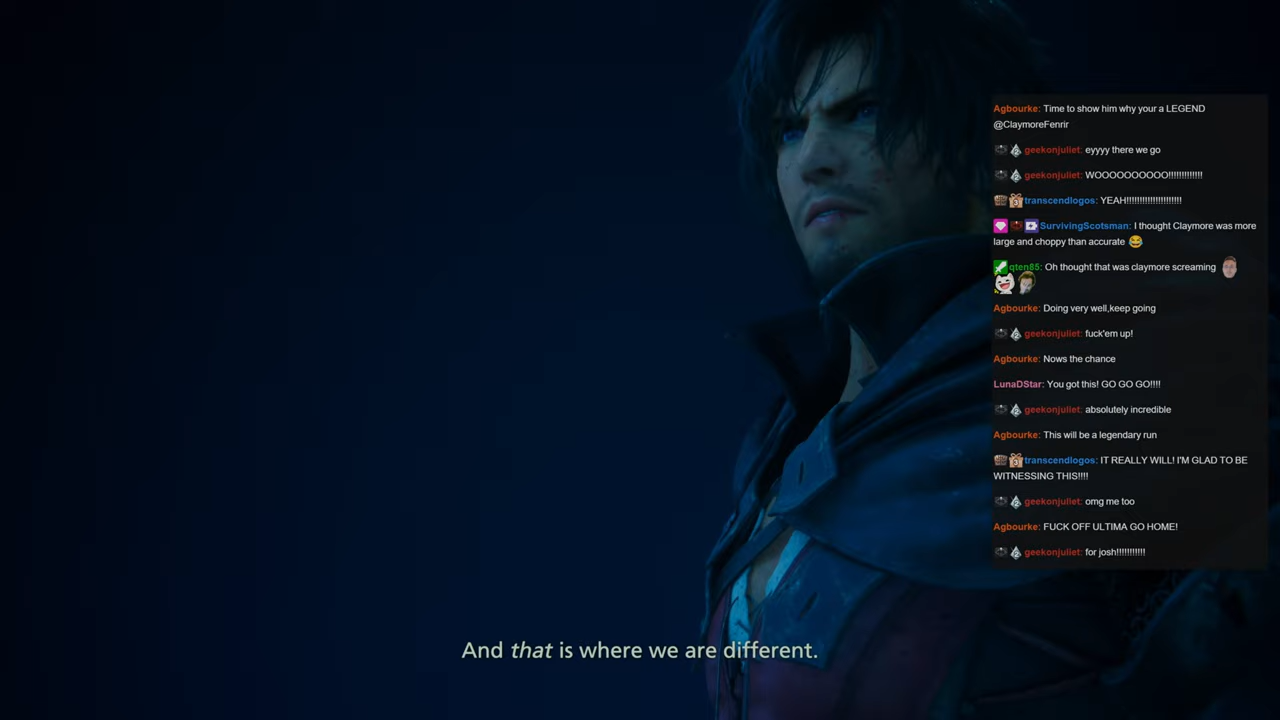 Agbourke: Time to show him why your a LEGEND
@ClaymoreFenrir
geekonjuliet: eyyyy there we go
geekonjuliet: WOOOOOOOOOO!!!!!!!!!!!!!
transcendlogos: YEAH!!!!!!!!!!!!!!!!!!!!!
SurvivingScotsman: I thought Claymore was more
large and choppy than accurate 😂
qten85: Oh thought that was claymore screaming
Agbourke: Doing very well,keep going
geekonjuliet: fuck'em up!
Agbourke: Nows the chance
LunaDStar: You got this! GO GO GO!!!!
geekonjuliet: absolutely incredible
Agbourke: This will be a legendary run
transcendlogos: IT REALLY WILL! I'M GLAD TO BE
WITNESSING THIS!!!!
geekonjuliet: omg me too
Agbourke: FUCK OFF ULTIMA GO HOME!
geekonjuliet: for josh!!!!!!!!!!!
And that is where we are different.